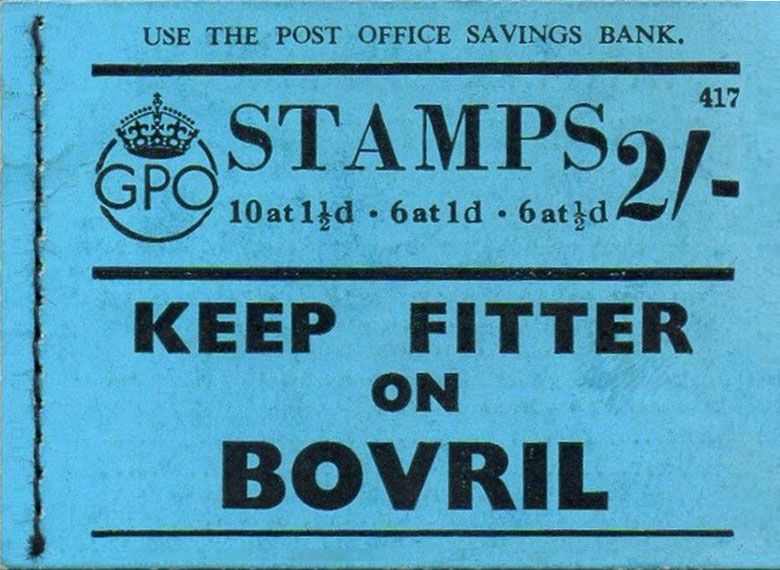 USE THE POST OFFICE SAVINGS BANK.
417
GPO
STAMPS 2/-
10 at 1½d · 6 at 1d · 6 at ½d
KEEP FITTER
ON
BOVRIL